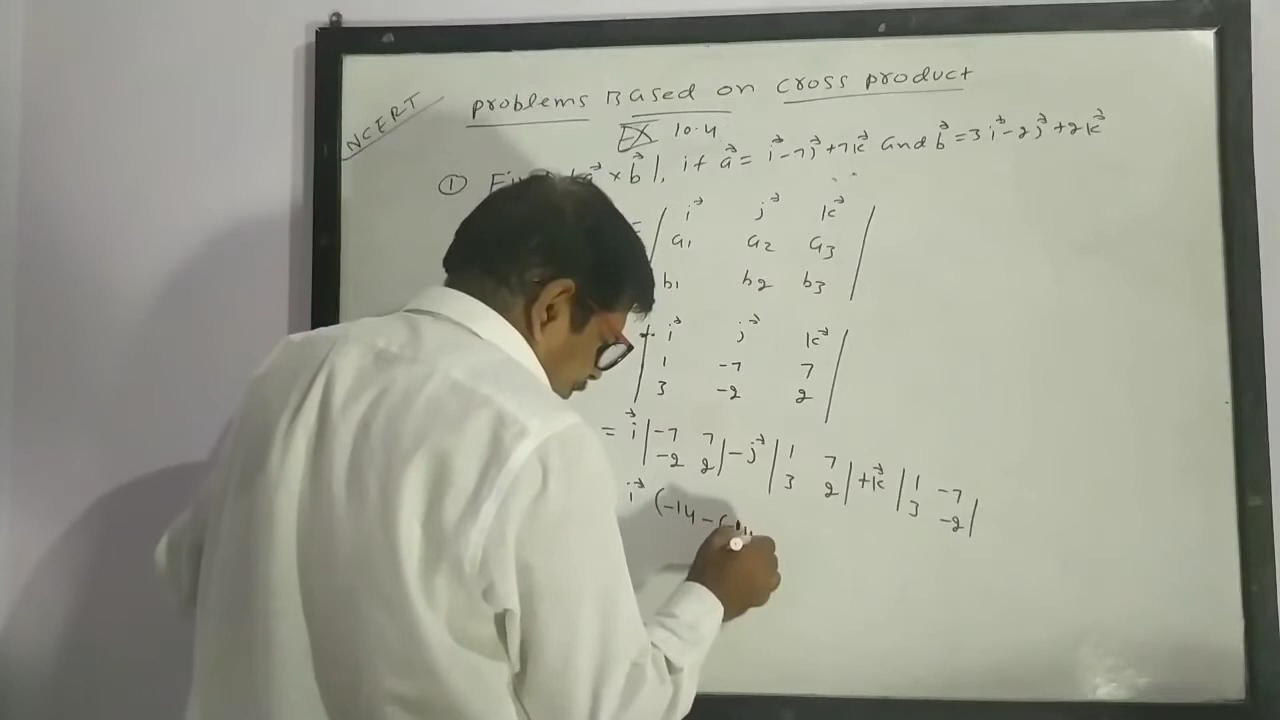 NCERT
problems Based on cross product
EX 10.4
① a⃗ × b⃗ |, if a⃗ = i⃗ - 7j⃗ + 7k⃗ and b⃗ = 3i⃗ - 2j⃗ + 2k⃗
= | i⃗ j⃗ k⃗ |
a₁ a₂ a₃
b₁ b₂ b₃
| i⃗ j⃗ k⃗ |
1 -7 7
3 -2 2
= i⃗ | -7 7 | - j⃗ | 1 7 | + k⃗ | 1 -7 |
-2 2 3 2 3 -2
i⃗ (-14 - (-14